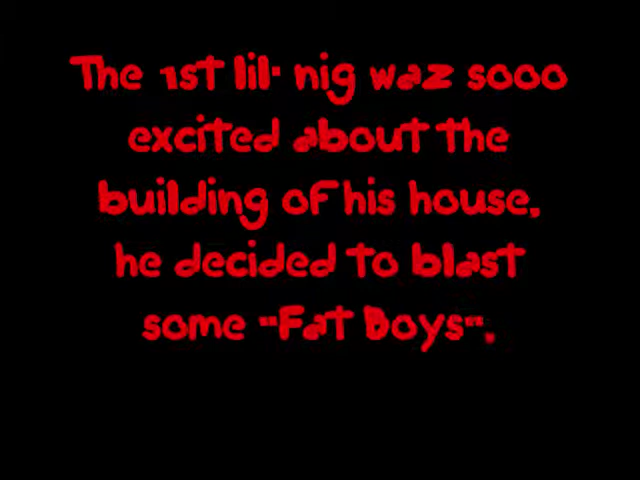 The 1st lil' nig waz sooo
excited about the
building of his house,
he decided to blast
some "Fat Boys".